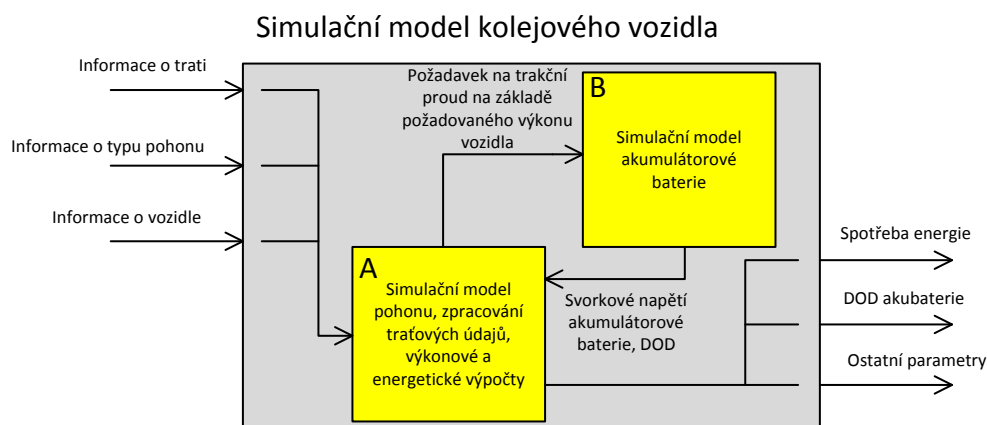 Simulační model kolejového vozidla
Informace o trati
Informace o typu pohonu
Informace o vozidle
Požadavek na trakční
proud na základě
požadovaného výkonu
vozidla
B
Simulační model
akumulátorové
baterie
A
Simulační model
pohonu, zpracování
traťových údajů,
výkonové a
energetické výpočty
Svorkové napětí
akumulátorové
baterie, DOD
Spotřeba energie
DOD akubaterie
Ostatní parametry